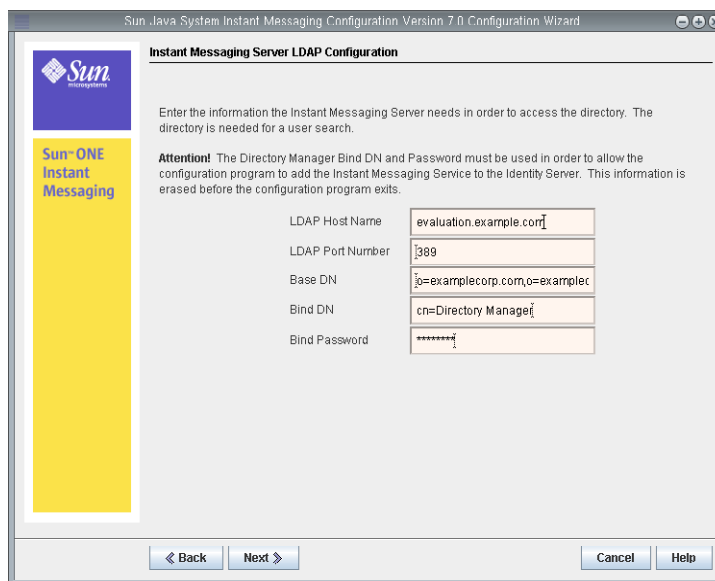 Sun Java System Instant Messaging Configuration Version 7.0 Configuration Wizard
Sun
microsystems
Sun™ ONE
Instant
Messaging
Instant Messaging Server LDAP Configuration
Enter the information the Instant Messaging Server needs in order to access the directory. The
directory is needed for a user search.
Attention! The Directory Manager Bind DN and Password must be used in order to allow the
configuration program to add the Instant Messaging Service to the Identity Server. This information is
erased before the configuration program exits.
LDAP Host Name evaluation.example.com
LDAP Port Number 389
Base DN o=examplecorp.com,o=examplec
Bind DN cn=Directory Manager
Bind Password ********
Back Next Cancel Help